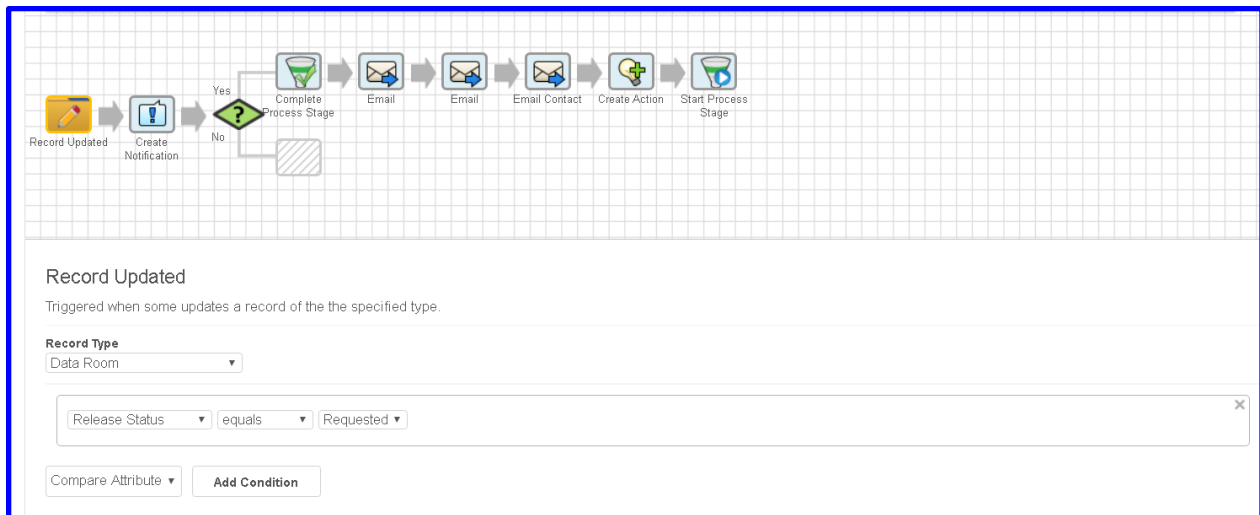 Yes
Complete
Process Stage
Email
Email
Email Contact
Create Action
Start Process
Stage
?
Record Updated
Create
Notification
No
Record Updated
Triggered when some updates a record of the the specified type.
Record Type
Data Room
Release Status equals Requested
Compare Attribute Add Condition